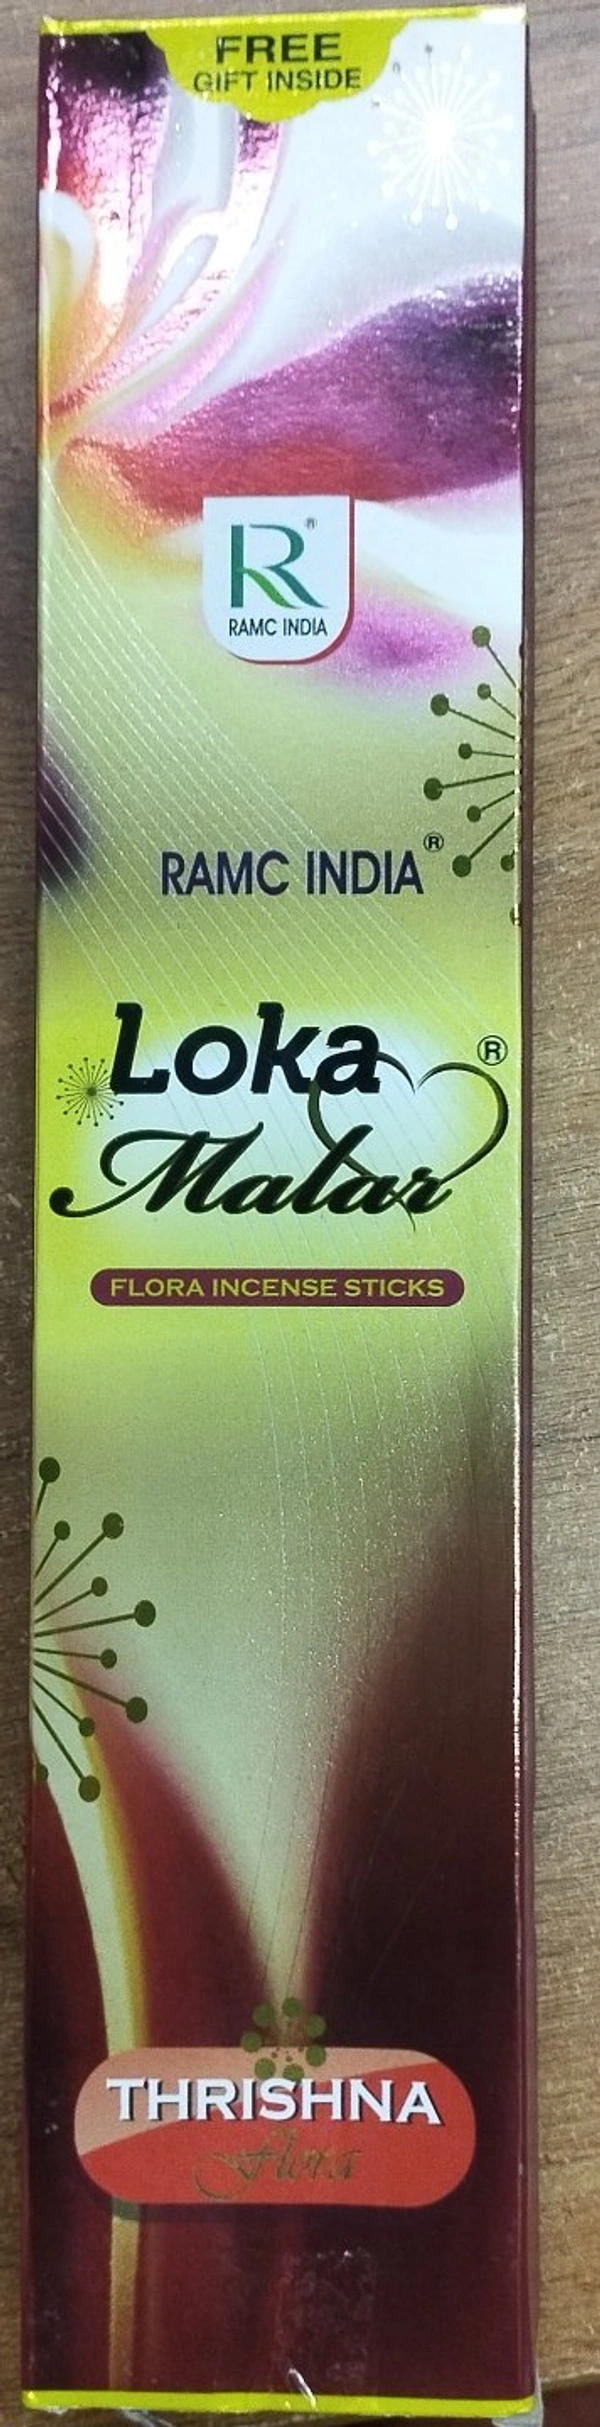 FREE
GIFT INSIDE
R ®
RAMC INDIA
RAMC INDIA ®
Loka ®
Malar
FLORA INCENSE STICKS
THRISHNA
flora